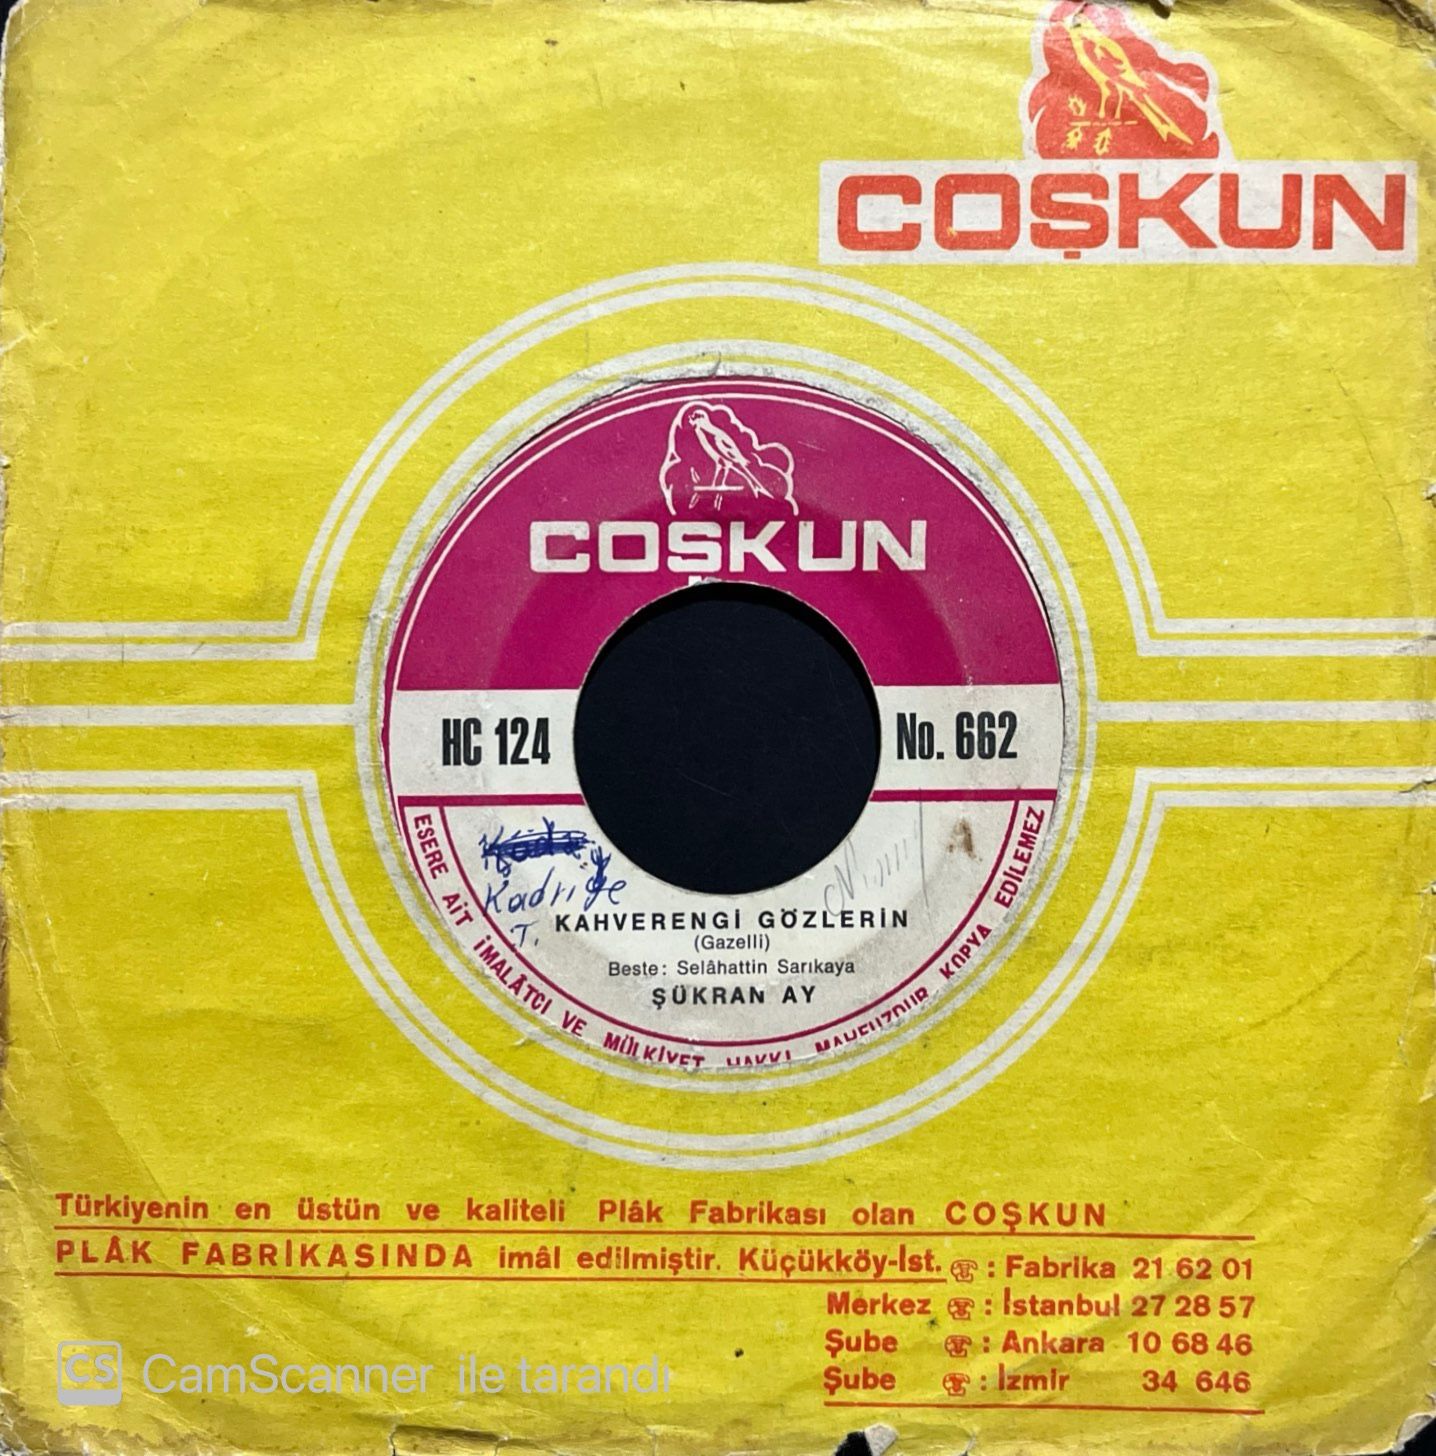 COŞKUN
COŞKUN
HC 124
No. 662
Kadriye
T.
KAHVERENGİ GÖZLERİN
(Gazelli)
Beste: Selâhattin Sarıkaya
ŞÜKRAN AY
ESERE AİT İMALÂTCI VE MÜLKİYET HAKKI MAHFUZDUR KOPYA EDİLEMEZ
Türkiyenin en üstün ve kaliteli Plâk Fabrikası olan COŞKUN
PLÂK FABRİKASINDA imâl edilmiştir. Küçükköy-İst. : Fabrika 21 62 01
Merkez : İstanbul 27 28 57
Şube : Ankara 10 68 46
Şube : İzmir 34 646
CS CamScanner ile tarandı